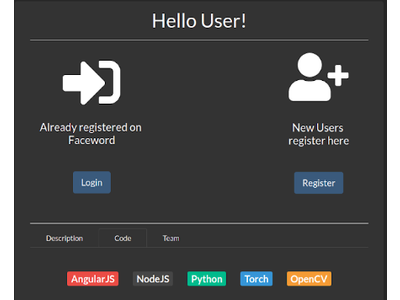 Hello User!
Already registered on
Faceword
New Users
register here
Login
Register
Description Code Team
AngularJS NodeJS Python Torch OpenCV